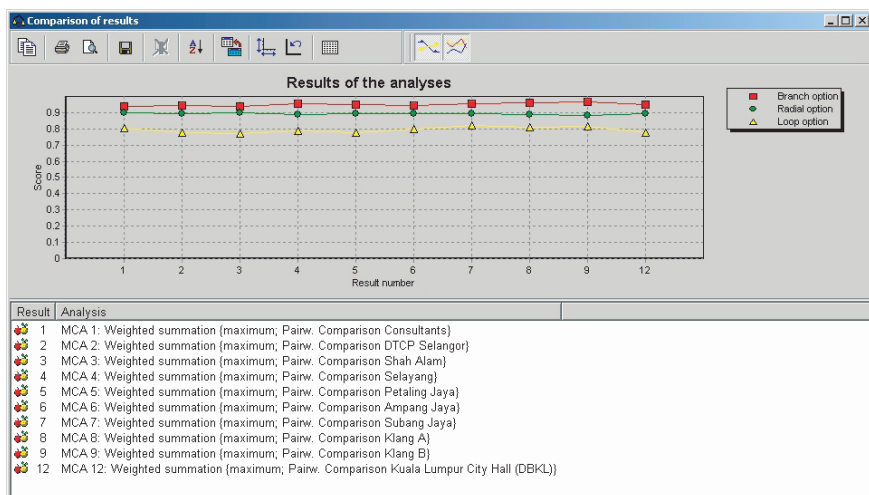 Comparison of results
Results of the analyses
Branch option
Radial option
Loop option
0.9
0.8
0.7
0.6
0.5
0.4
0.3
0.2
0.1
0
Score
1 2 3 4 5 6 7 8 9 12
Result number
Result Analysis
1 MCA 1: Weighted summation {maximum; Pairw. Comparison Consultants}
2 MCA 2: Weighted summation {maximum; Pairw. Comparison DTCP Selangor}
3 MCA 3: Weighted summation {maximum; Pairw. Comparison Shah Alam}
4 MCA 4: Weighted summation {maximum; Pairw. Comparison Selayang}
5 MCA 5: Weighted summation {maximum; Pairw. Comparison Petaling Jaya}
6 MCA 6: Weighted summation {maximum; Pairw. Comparison Ampang Jaya}
7 MCA 7: Weighted summation {maximum; Pairw. Comparison Subang Jaya}
8 MCA 8: Weighted summation {maximum; Pairw. Comparison Klang A}
9 MCA 9: Weighted summation {maximum; Pairw. Comparison Klang B}
12 MCA 12: Weighted summation {maximum; Pairw. Comparison Kuala Lumpur City Hall (DBKL)}